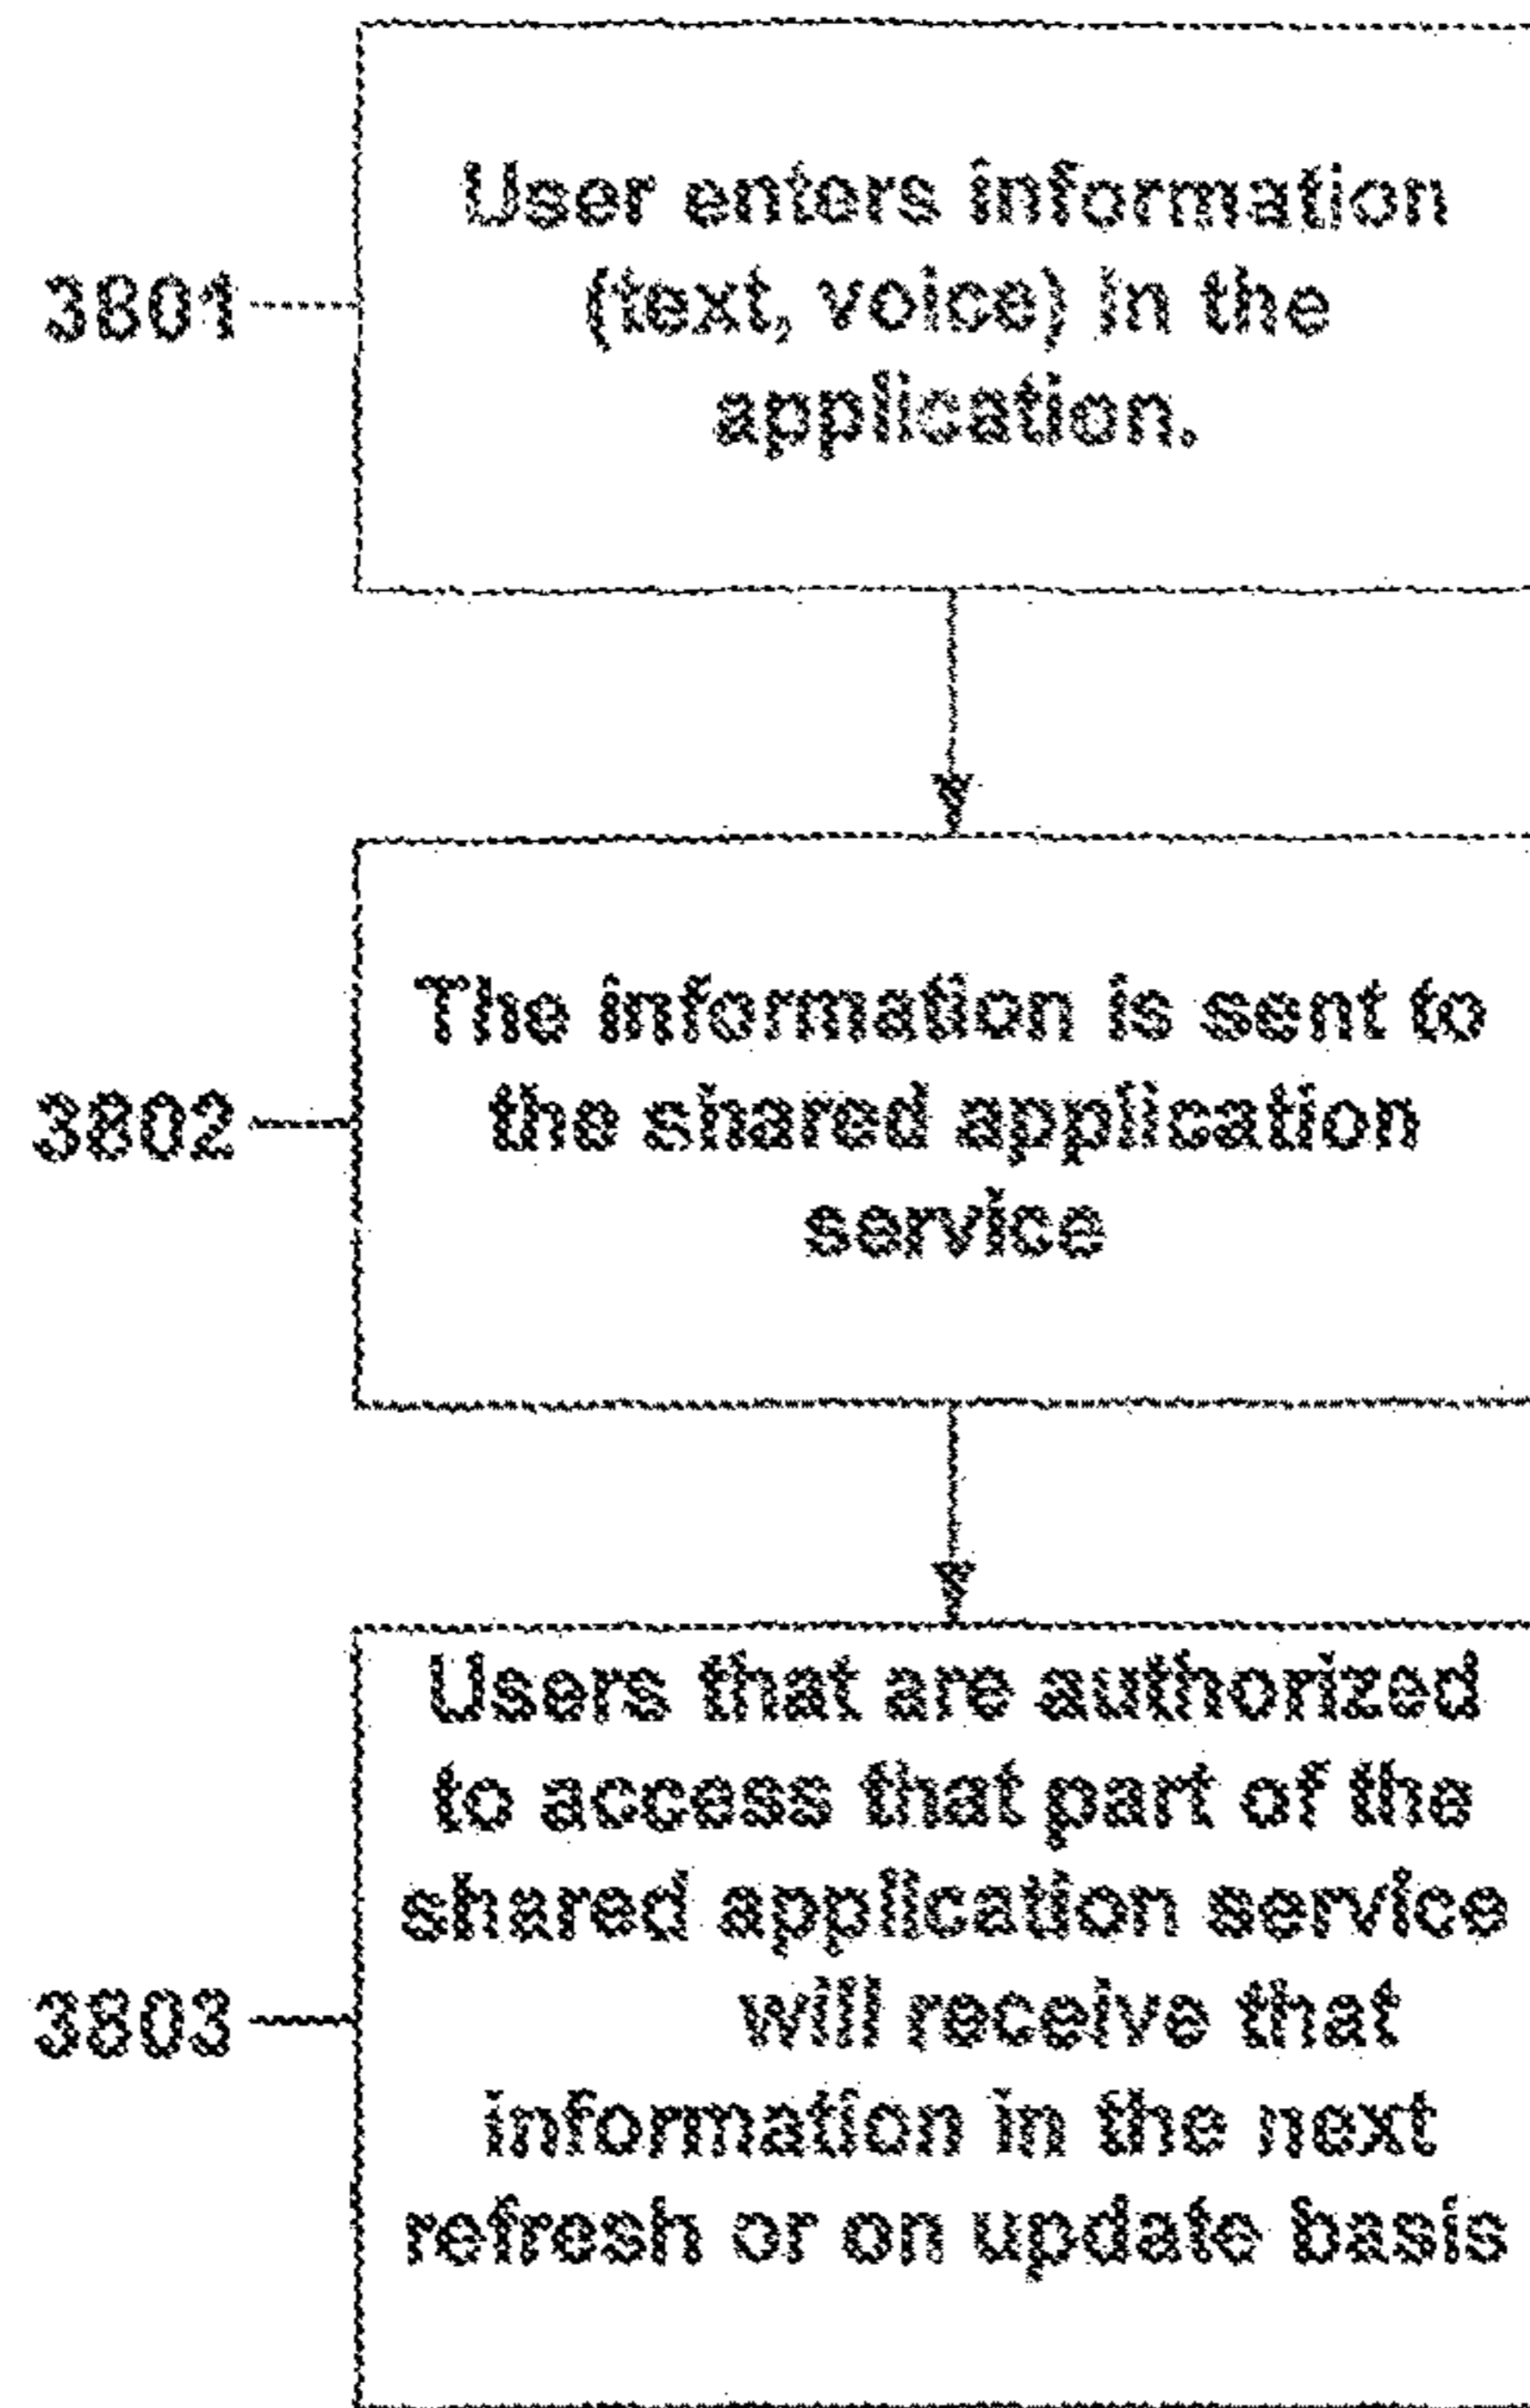 User enters information
3801
(text, voice) in the
application.
The information is sent to
3802
the shared application
service
Users that are authorized
to access that part of the
shared application service
3803
will receive that
information in the next
refresh or on update basis